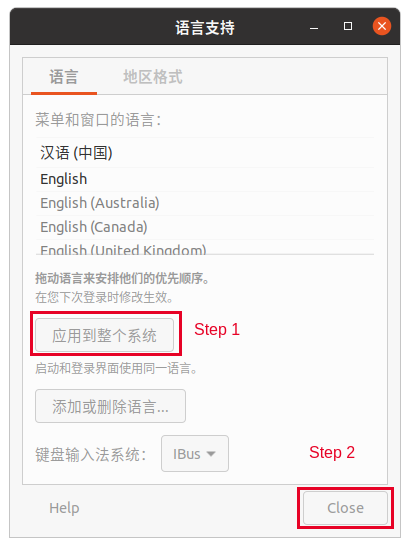 语言支持
语言 地区格式
菜单和窗口的语言：
汉语 (中国)
English
English (Australia)
English (Canada)
English (United Kingdom)
拖动语言来安排他们的优先顺序。
在您下次登录时修改生效。
应用到整个系统 Step 1
启动和登录界面使用同一语言。
添加或删除语言...
键盘输入法系统： IBus
Step 2
Help Close